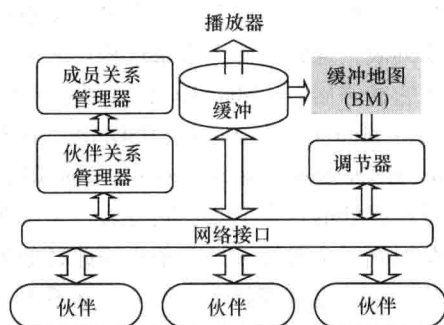 播放器
成员关系
管理器
缓冲
缓冲地图
(BM)
伙伴关系
管理器
调节器
网络接口
伙伴
伙伴
伙伴